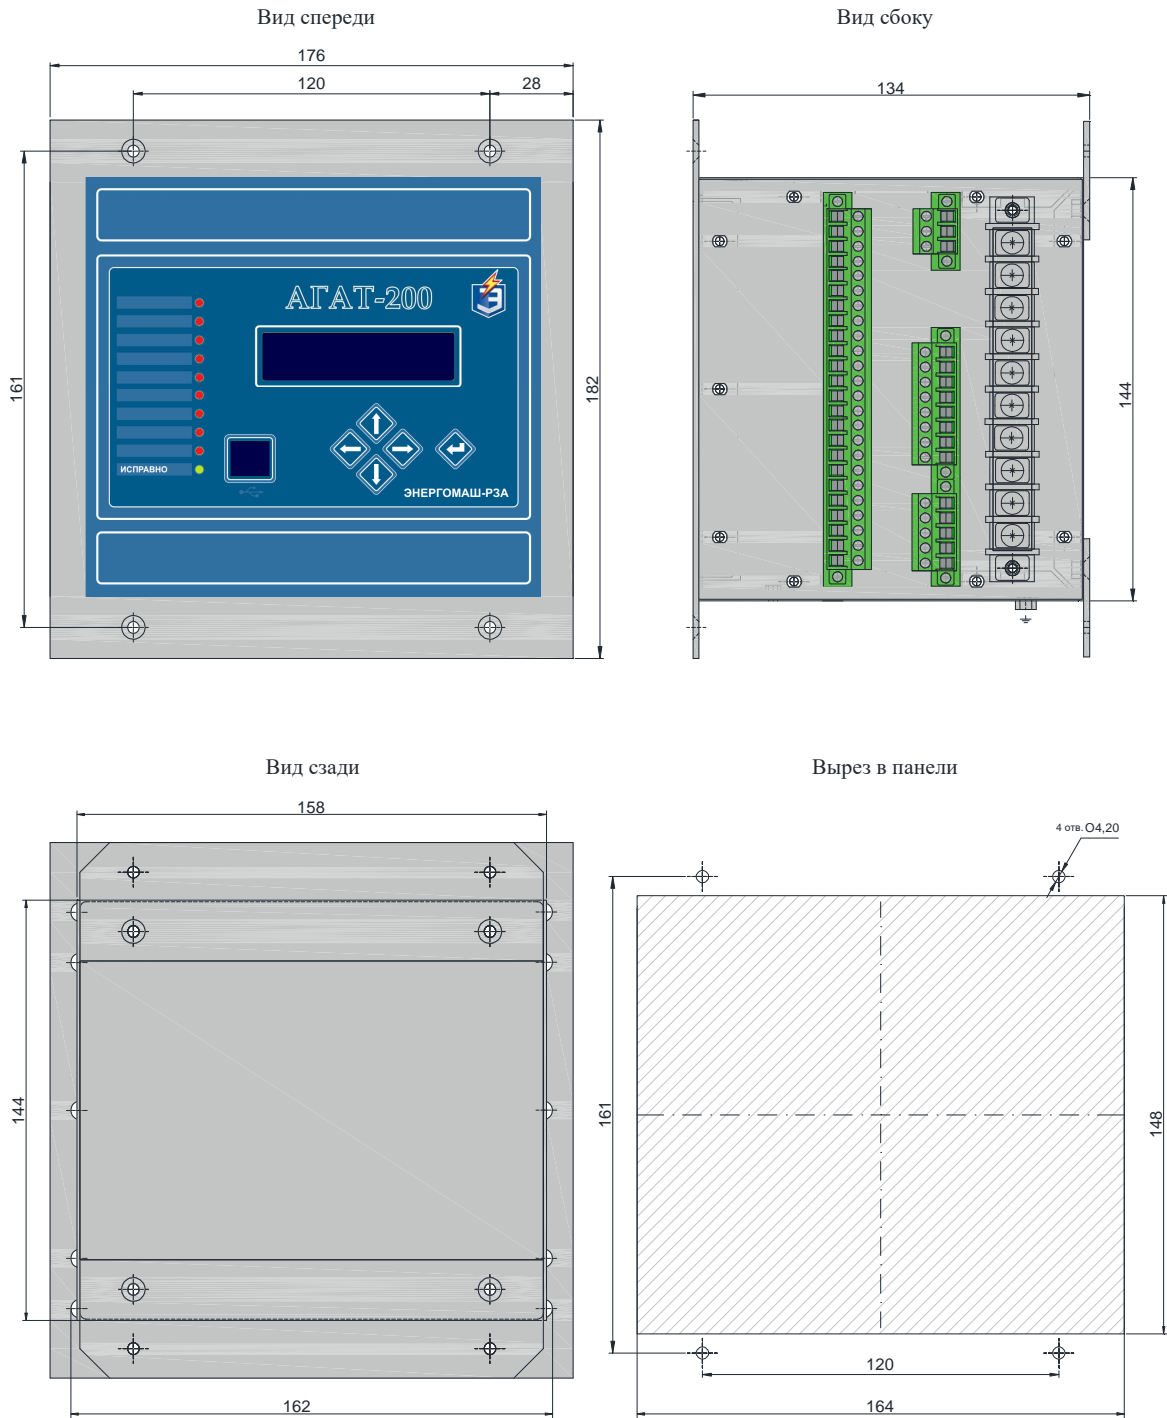 Вид спереди
Вид сбоку
176
120
28
134
161
182
144
АГАТ-200
ИСПРАВНО
ЭНЕРГОМАШ-РЗА
Вид сзади
Вырез в панели
158
4 отв. O4,20
144
161
148
162
120
164